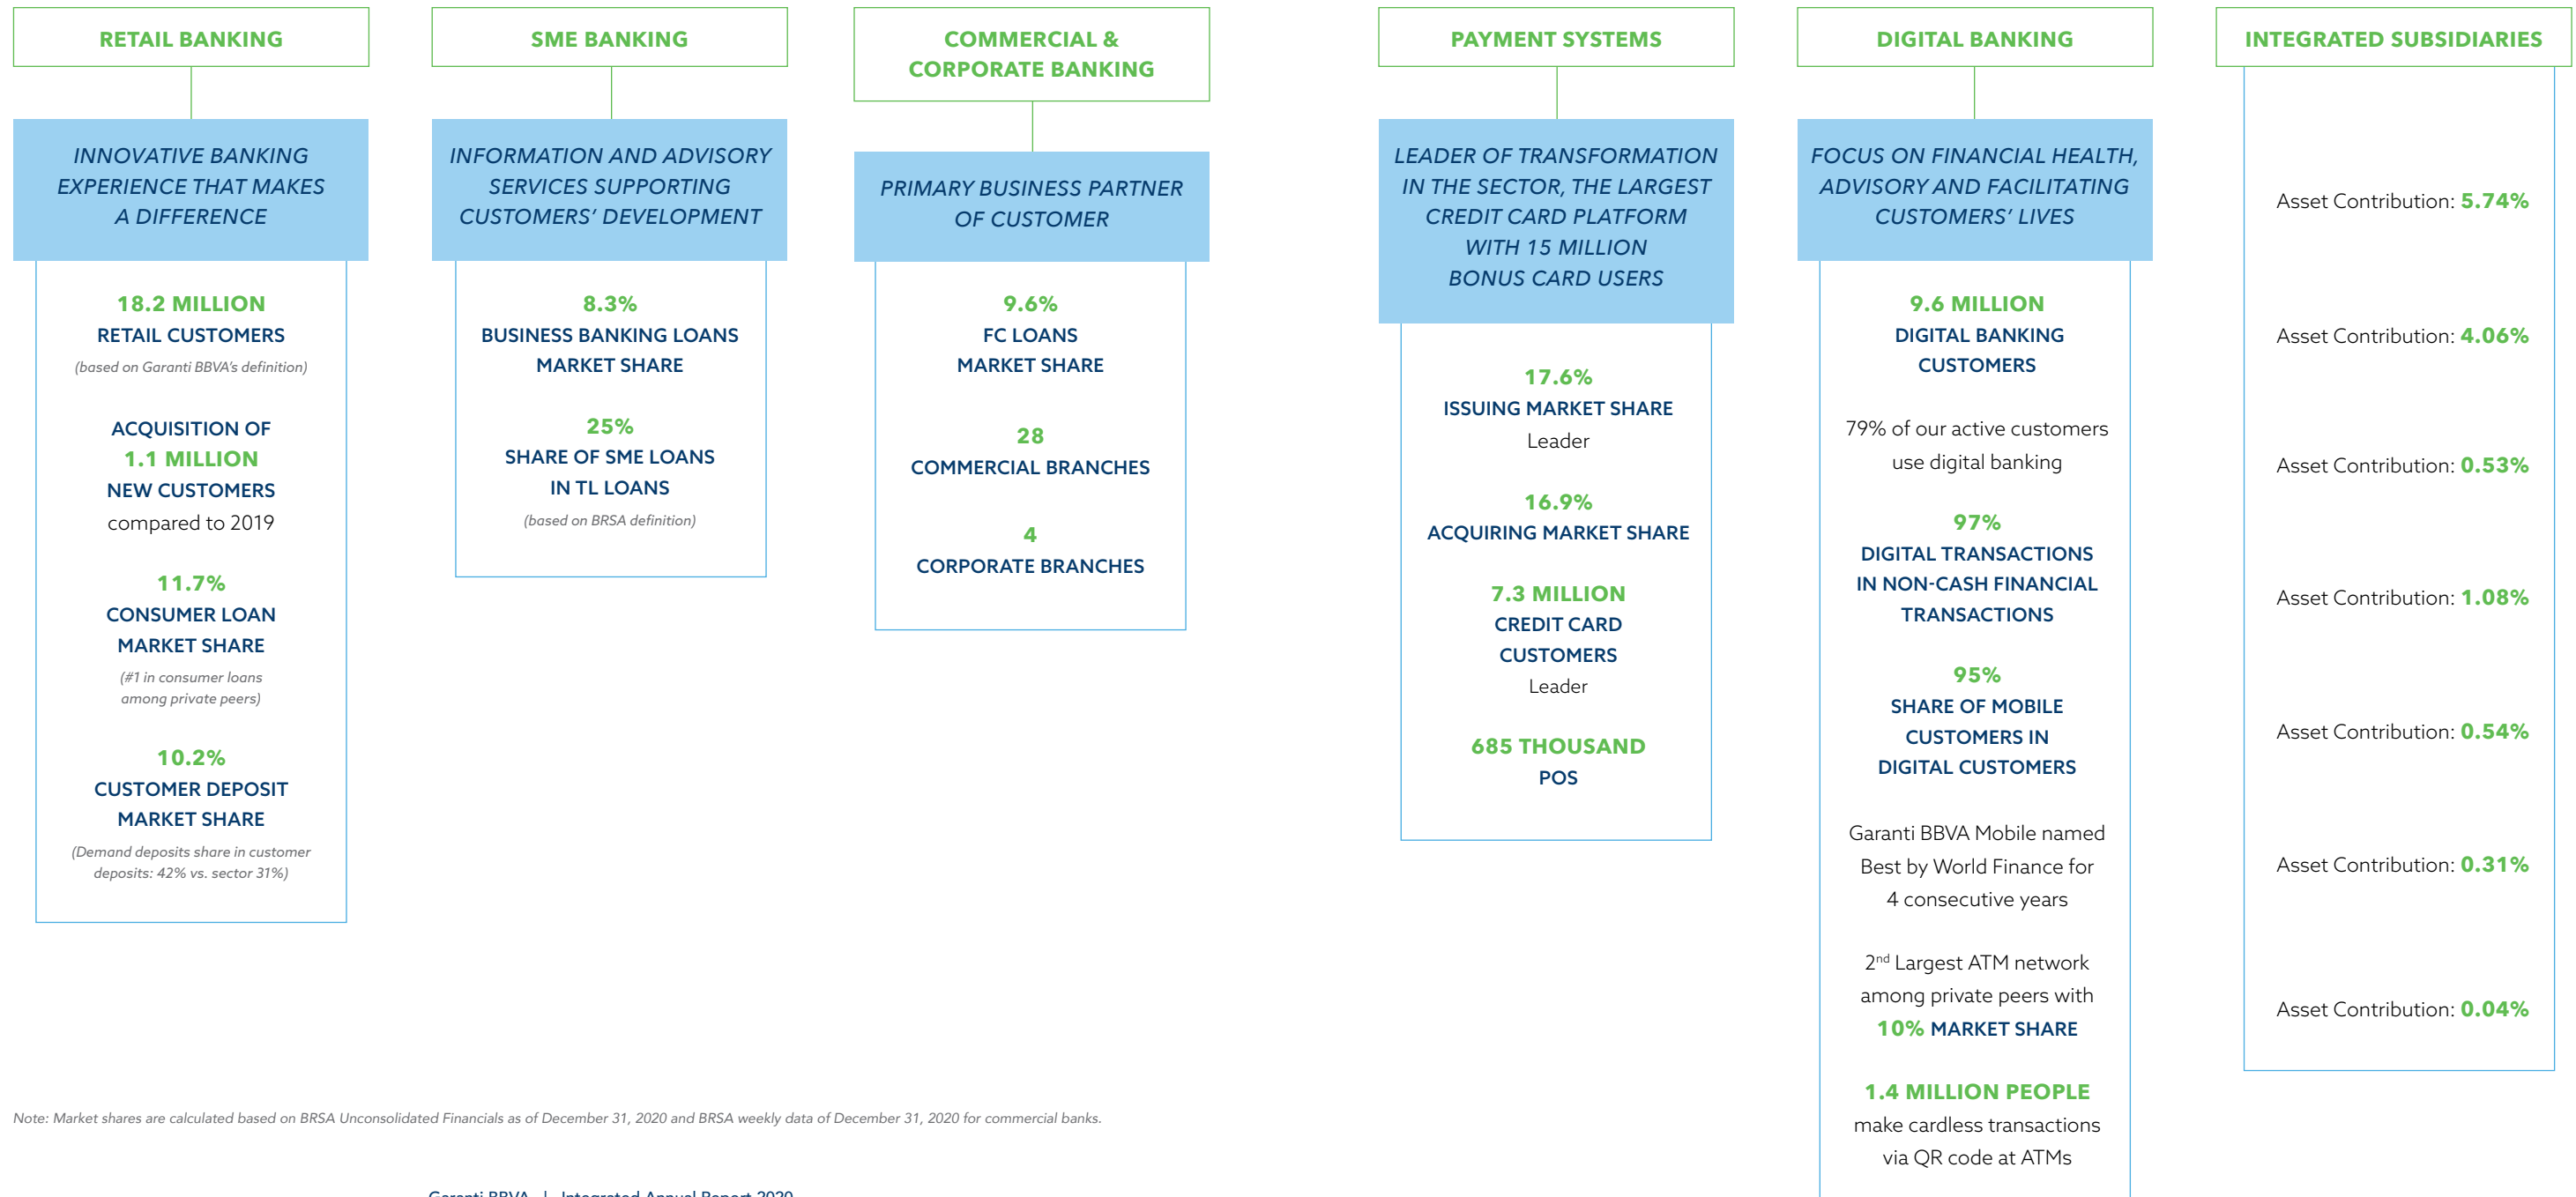 RETAIL BANKING
INNOVATIVE BANKING
EXPERIENCE THAT MAKES
A DIFFERENCE
18.2 MILLION
RETAIL CUSTOMERS
(based on Garanti BBVA's definition)
ACQUISITION OF
1.1 MILLION
NEW CUSTOMERS
compared to 2019
11.7%
CONSUMER LOAN
MARKET SHARE
(#1 in consumer loans
among private peers)
10.2%
CUSTOMER DEPOSIT
MARKET SHARE
(Demand deposits share in customer
deposits: 42% vs. sector 31%)
SME BANKING
INFORMATION AND ADVISORY
SERVICES SUPPORTING
CUSTOMERS' DEVELOPMENT
8.3%
BUSINESS BANKING LOANS
MARKET SHARE
25%
SHARE OF SME LOANS
IN TL LOANS
(based on BRSA definition)
COMMERCIAL &
CORPORATE BANKING
PRIMARY BUSINESS PARTNER
OF CUSTOMER
9.6%
FC LOANS
MARKET SHARE
28
COMMERCIAL BRANCHES
4
CORPORATE BRANCHES
PAYMENT SYSTEMS
LEADER OF TRANSFORMATION
IN THE SECTOR, THE LARGEST
CREDIT CARD PLATFORM
WITH 15 MILLION
BONUS CARD USERS
17.6%
ISSUING MARKET SHARE
Leader
16.9%
ACQUIRING MARKET SHARE
7.3 MILLION
CREDIT CARD
CUSTOMERS
Leader
685 THOUSAND
POS
DIGITAL BANKING
FOCUS ON FINANCIAL HEALTH,
ADVISORY AND FACILITATING
CUSTOMERS' LIVES
9.6 MILLION
DIGITAL BANKING
CUSTOMERS
79% of our active customers
use digital banking
97%
DIGITAL TRANSACTIONS
IN NON-CASH FINANCIAL
TRANSACTIONS
95%
SHARE OF MOBILE
CUSTOMERS IN
DIGITAL CUSTOMERS
Garanti BBVA Mobile named
Best by World Finance for
4 consecutive years
2nd Largest ATM network
among private peers with
10% MARKET SHARE
1.4 MILLION PEOPLE
make cardless transactions
via QR code at ATMs
INTEGRATED SUBSIDIARIES
Asset Contribution: 5.74%
Asset Contribution: 4.06%
Asset Contribution: 0.53%
Asset Contribution: 1.08%
Asset Contribution: 0.54%
Asset Contribution: 0.31%
Asset Contribution: 0.04%
Note: Market shares are calculated based on BRSA Unconsolidated Financials as of December 31, 2020 and BRSA weekly data of December 31, 2020 for commercial banks.
Garanti BBVA | Integrated Annual Report 2020